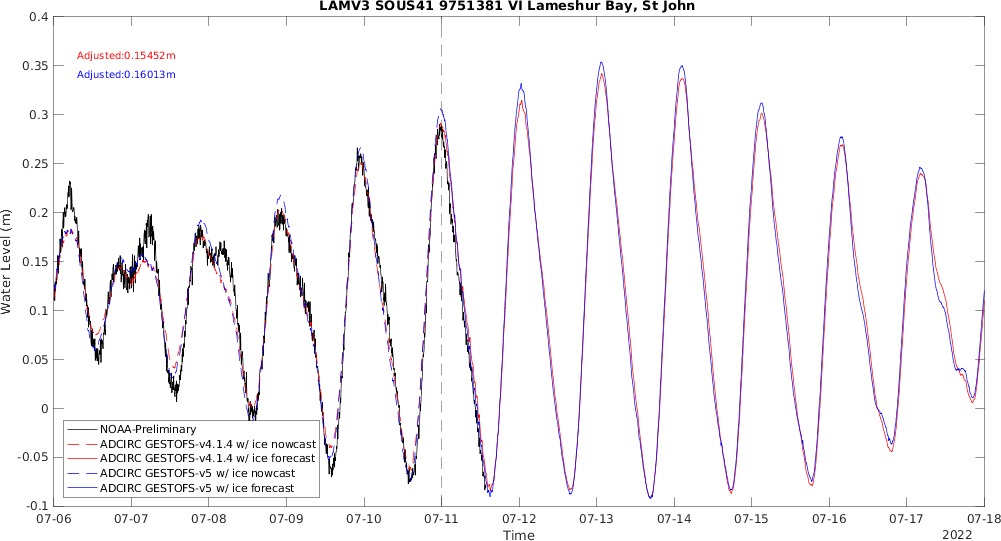 LAMV3 SOUS41 9751381 VI Lameshur Bay, St John
0.4
0.35
0.3
0.25
0.2
0.15
0.1
0.05
0
-0.05
-0.1
Water Level (m)
Adjusted:0.15452m
Adjusted:0.16013m
NOAA-Preliminary
ADCIRC GESTOFS-v4.1.4 w/ ice nowcast
ADCIRC GESTOFS-v4.1.4 w/ ice forecast
ADCIRC GESTOFS-v5 w/ ice nowcast
ADCIRC GESTOFS-v5 w/ ice forecast
07-06 07-07 07-08 07-09 07-10 07-11 07-12 07-13 07-14 07-15 07-16 07-17 07-18
Time
2022